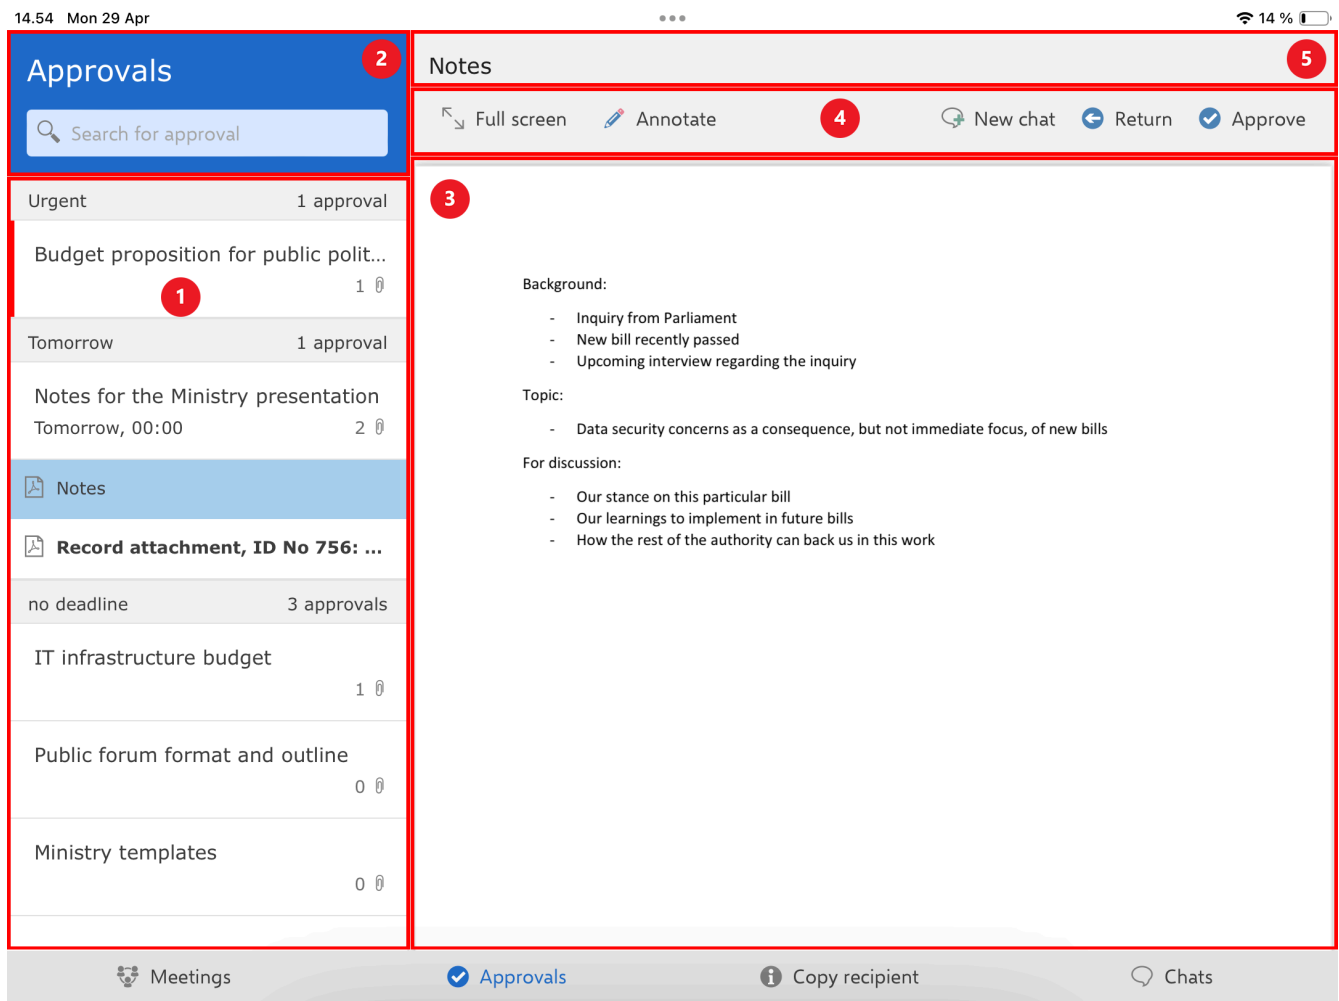 14.54 Mon 29 Apr
14 %
Approvals
2
Search for approval
Urgent 1 approval
Budget proposition for public polit...
1
1
Tomorrow 1 approval
Notes for the Ministry presentation
Tomorrow, 00:00 2
Notes
Record attachment, ID No 756: ...
no deadline 3 approvals
IT infrastructure budget
1
Public forum format and outline
0
Ministry templates
0
Notes
5
Full screen Annotate 4 New chat Return Approve
3
Background:
- Inquiry from Parliament
- New bill recently passed
- Upcoming interview regarding the inquiry
Topic:
- Data security concerns as a consequence, but not immediate focus, of new bills
For discussion:
- Our stance on this particular bill
- Our learnings to implement in future bills
- How the rest of the authority can back us in this work
Meetings Approvals Copy recipient Chats